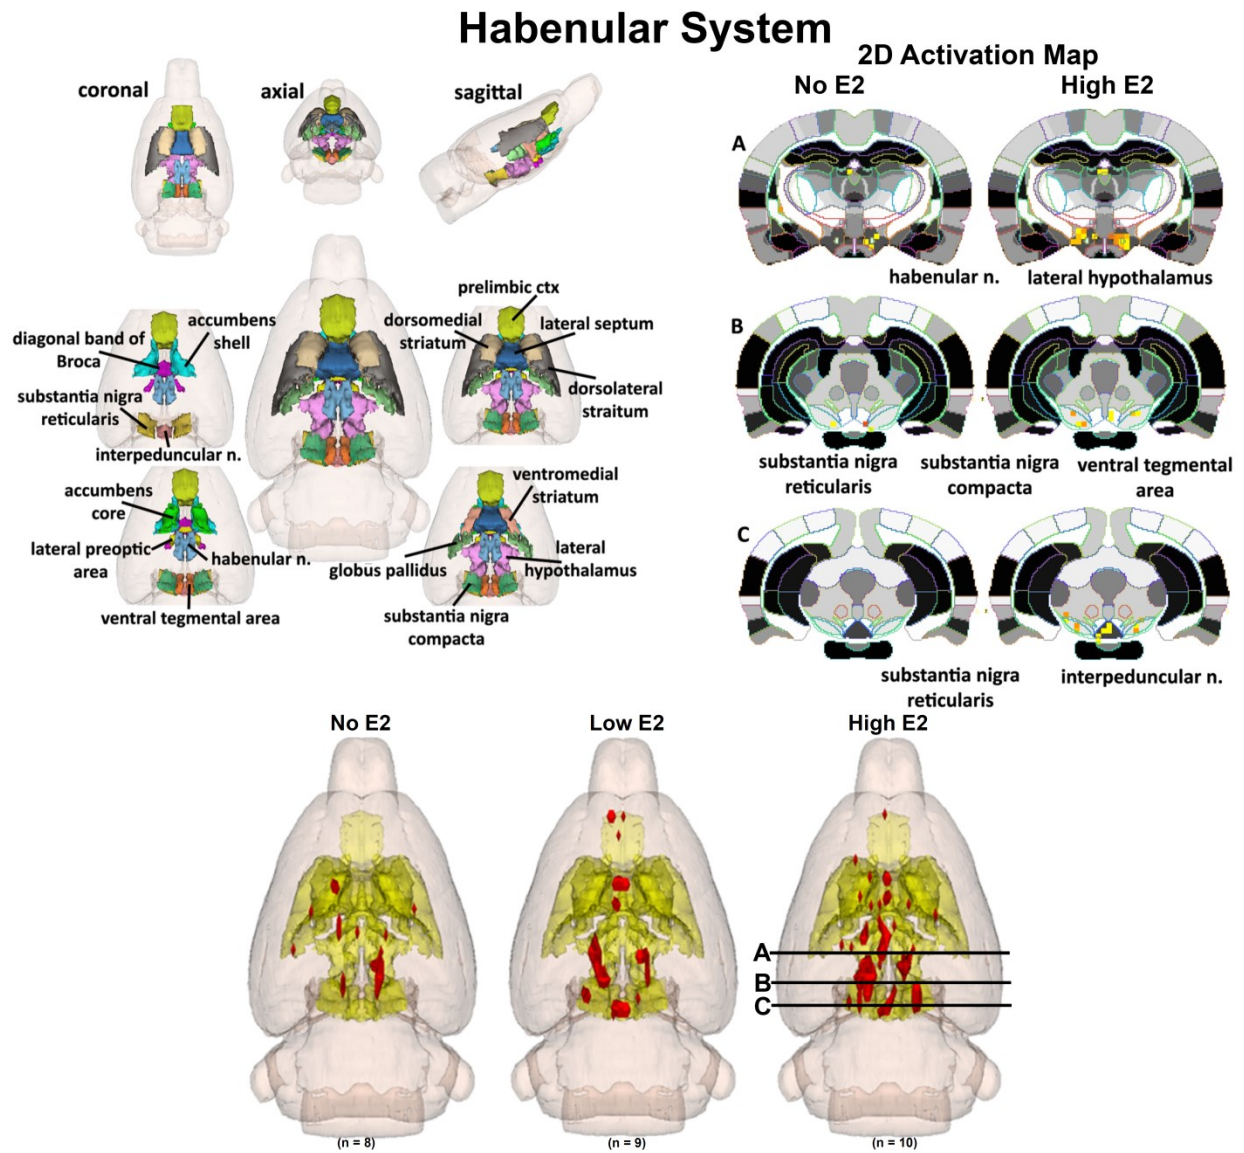 Habenular System
coronal
axial
sagittal
diagonal band of
Broca
accumbens
shell
substantia nigra
reticularis
interpeduncular n.
accumbens
core
lateral preoptic
area
habenular n.
ventral tegmental area
prelimbic ctx
dorsomedial
striatum
lateral septum
dorsolateral
straitum
ventromedial
striatum
globus pallidus
lateral
hypothalamus
substantia nigra
compacta
2D Activation Map
No E2
High E2
A
habenular n.
lateral hypothalamus
B
substantia nigra
reticularis
substantia nigra
compacta
ventral tegmental
area
C
substantia nigra
reticularis
interpeduncular n.
No E2
Low E2
High E2
A
B
C
(n = 8)
(n = 9)
(n = 10)